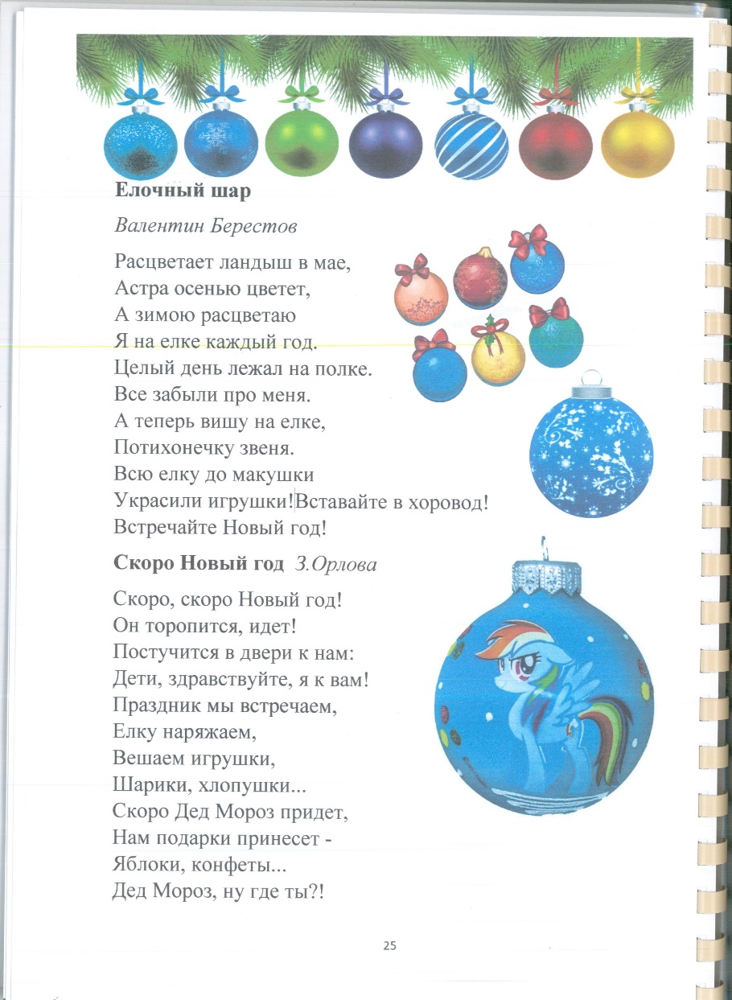 Елочный шар
Валентин Берестов
Расцветает ландыш в мае,
Астра осенью цветет,
А зимою расцветаю
Я на елке каждый год.
Целый день лежал на полке.
Все забыли про меня.
А теперь вишу на елке,
Потихонечку звеня.
Всю елку до макушки
Украсили игрушки!Вставайте в хоровод!
Встречайте Новый год!
Скоро Новый год З.Орлова
Скоро, скоро Новый год!
Он торопится, идет!
Постучится в двери к нам:
Дети, здравствуйте, я к вам!
Праздник мы встречаем,
Елку наряжаем,
Вешаем игрушки,
Шарики, хлопушки...
Скоро Дед Мороз придет,
Нам подарки принесет -
Яблоки, конфеты...
Дед Мороз, ну где ты?!
25